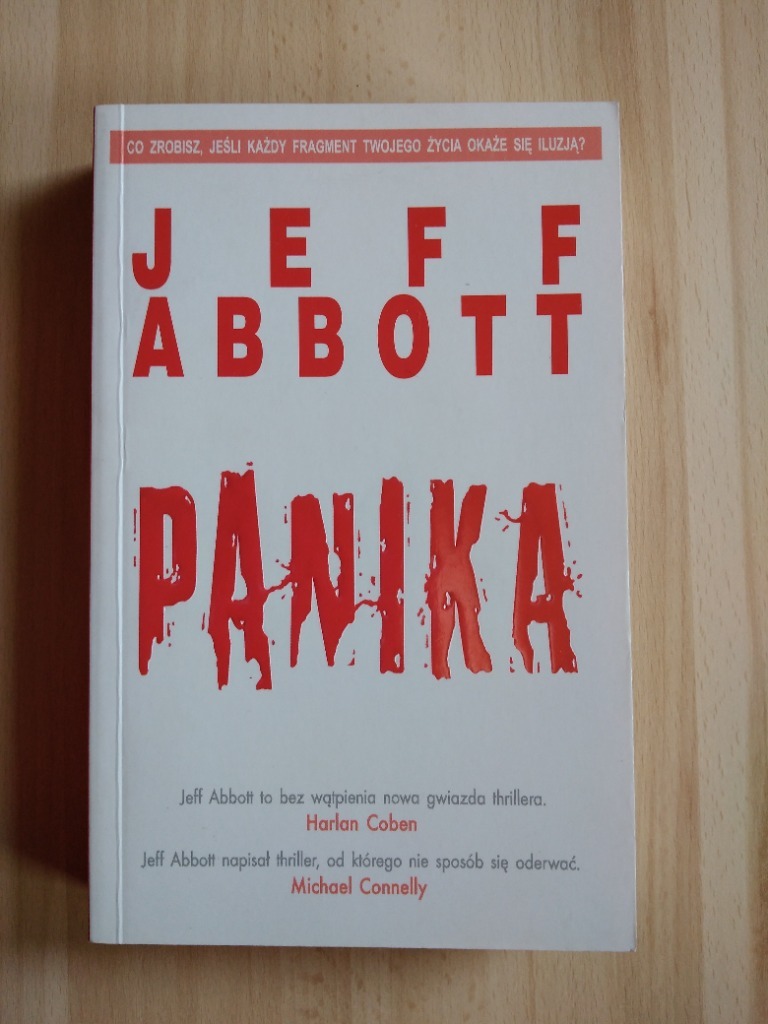 CO ZROBISZ, JEŚLI KAŻDY FRAGMENT TWOJEGO ŻYCIA OKAŻE SIĘ ILUZJĄ?
JEFF
ABBOTT
PANIKA
Jeff Abbott to bez wątpienia nowa gwiazda thrillera.
Harlan Coben
Jeff Abbott napisał thriller, od którego nie sposób się oderwać.
Michael Connelly